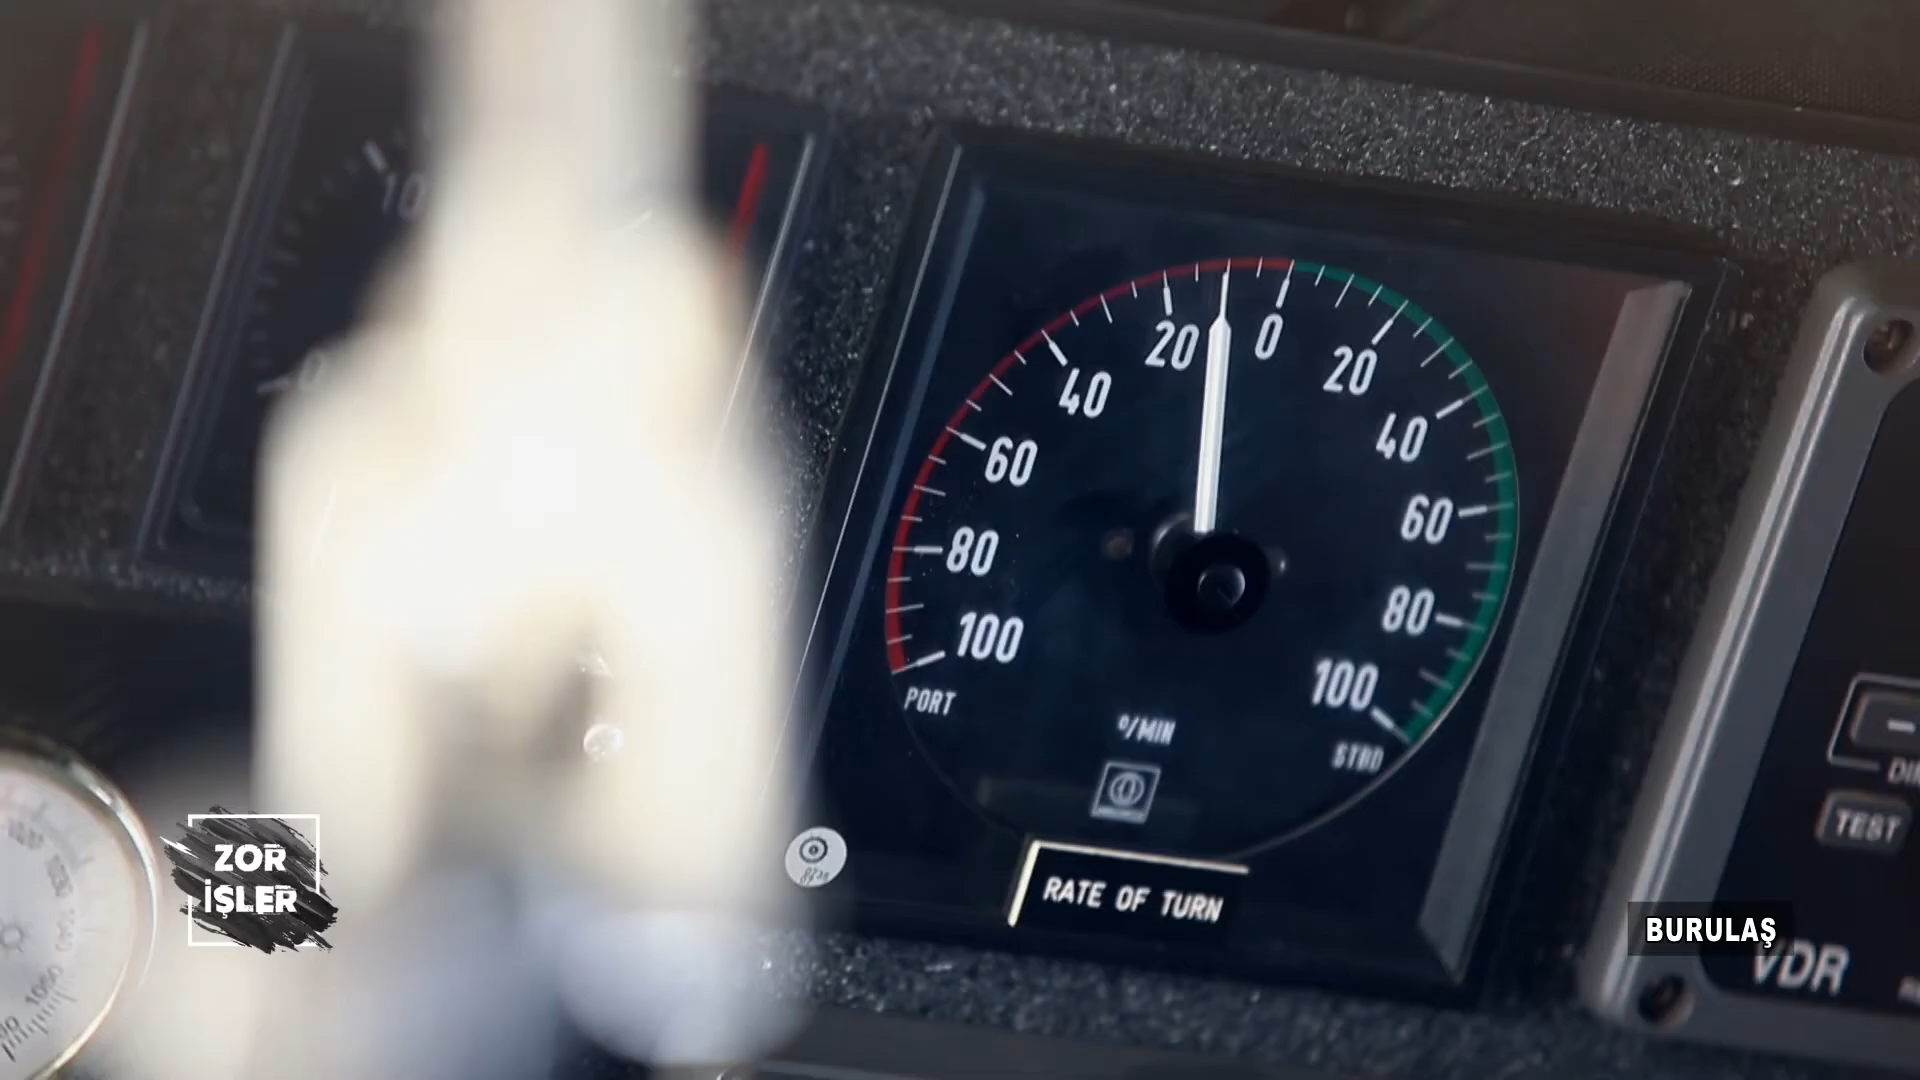 20
0
20
40
40
60
60
80
80
100
100
PORT
STBD
°/MIN
RATE OF TURN
TEST
VDR
ZOR
İŞLER
BURULAŞ